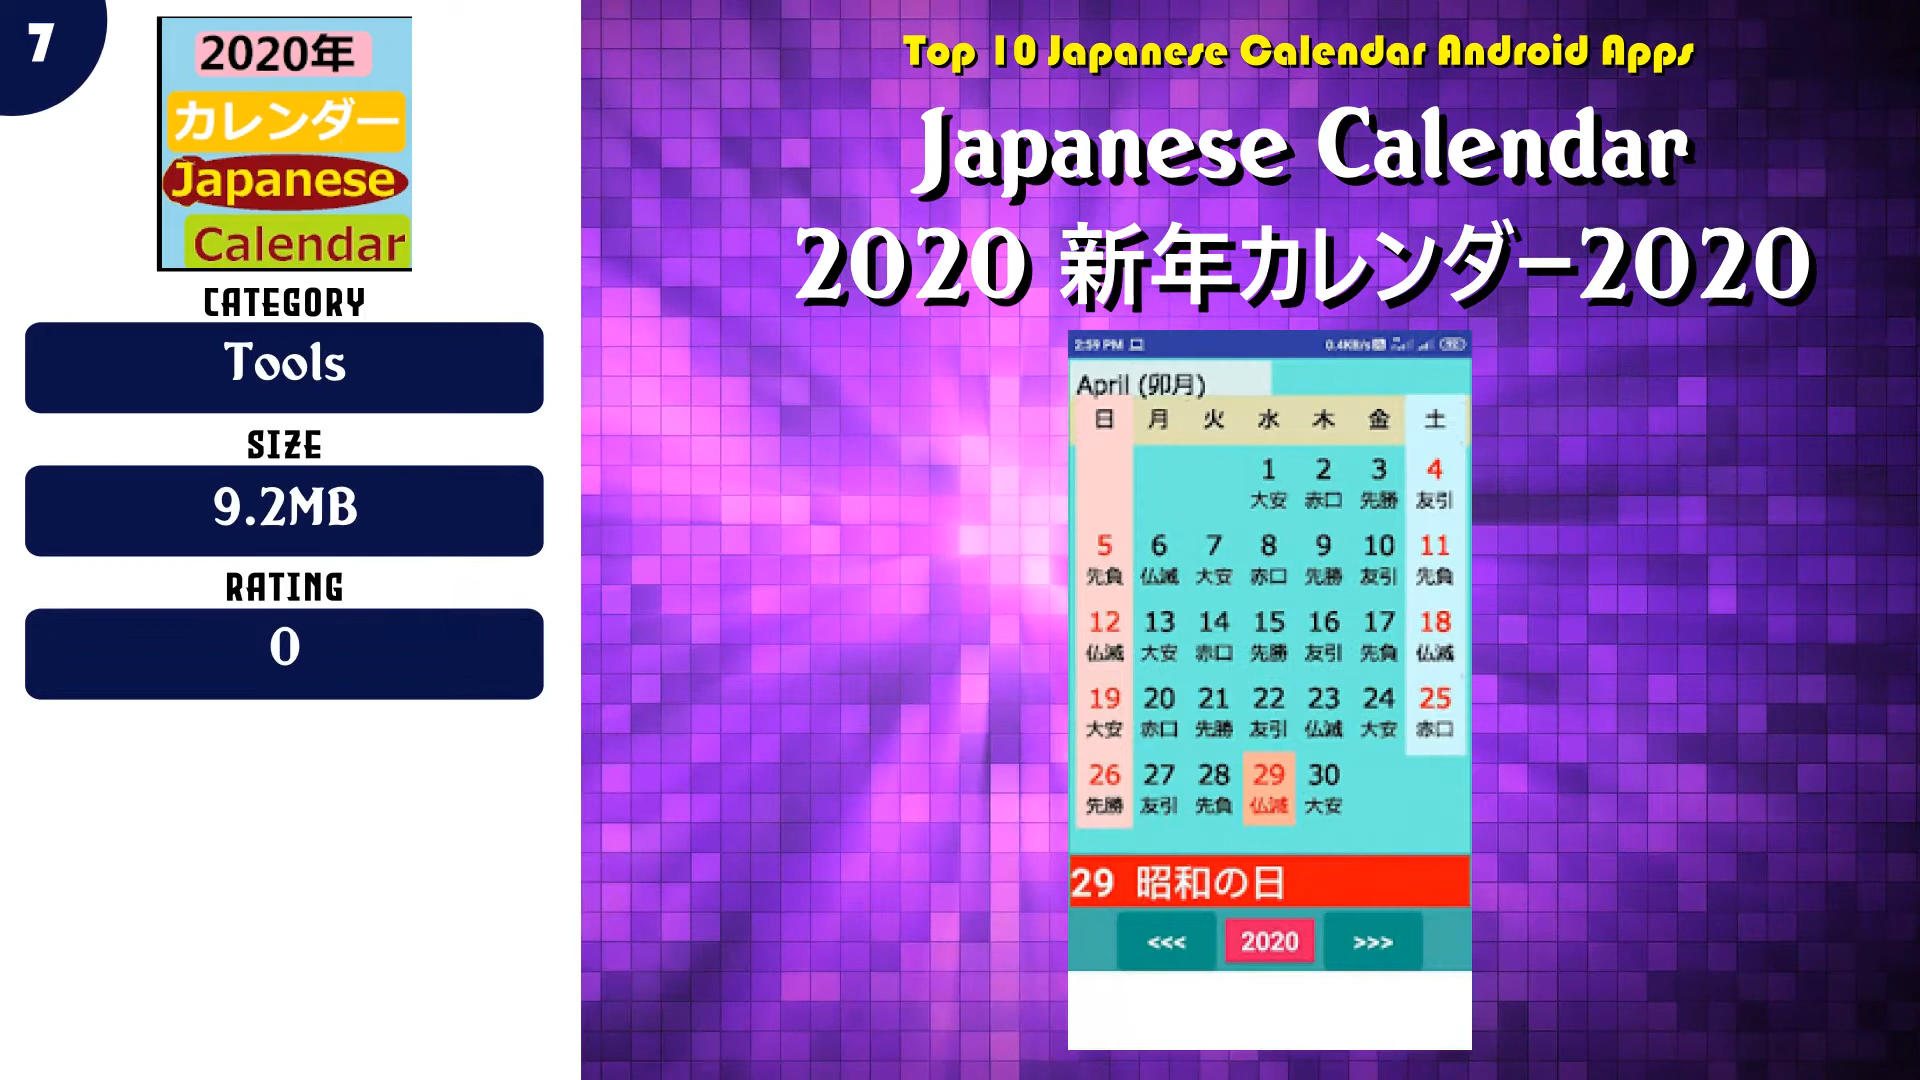 7
2020年
カレンダー
Japanese
Calendar
CATEGORY
Tools
SIZE
9.2MB
RATING
0
Top 10 Japanese Calendar Android Apps
Japanese Calendar
2020 新年カレンダー2020
2:59 PM 0.4KB/s
April (卯月)
日 月 火 水 木 金 土
1 2 3 4
大安 赤口 先勝 友引
5 6 7 8 9 10 11
先負 仏滅 大安 赤口 先勝 友引 先負
12 13 14 15 16 17 18
仏滅 大安 赤口 先勝 友引 先負 仏滅
19 20 21 22 23 24 25
大安 赤口 先勝 友引 仏滅 大安 赤口
26 27 28 29 30
先勝 友引 先負 仏滅 大安
29 昭和の日
<<< 2020 >>>